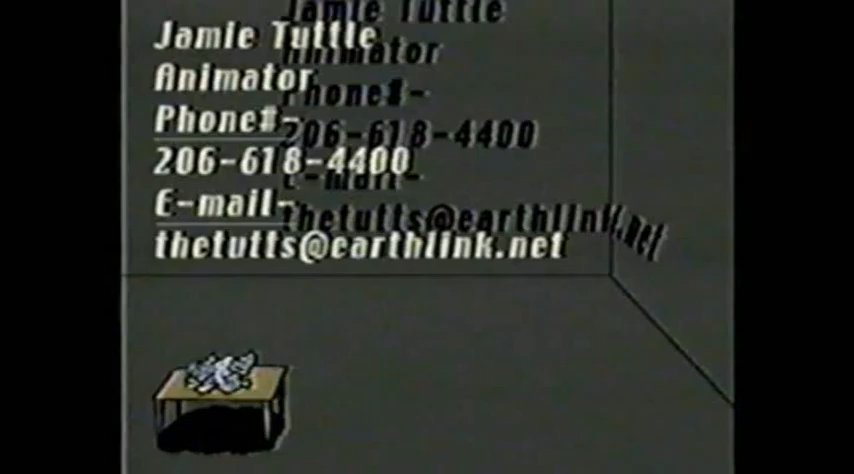 Jamie Tuttle
Animator
Phone#-
206-618-4400
E-mail-
thetutts@earthlink.net